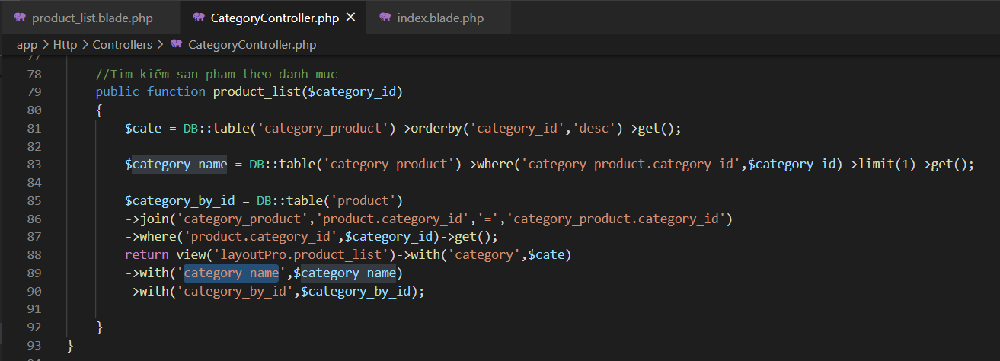 product_list.blade.php CategoryController.php × index.blade.php
app > Http > Controllers > CategoryController.php
77
78 //Tìm kiếm san pham theo danh muc
79 public function product_list($category_id)
80 {
81 $cate = DB::table('category_product')->orderby('category_id','desc')->get();
82
83 $category_name = DB::table('category_product')->where('category_product.category_id',$category_id)->limit(1)->get();
84
85 $category_by_id = DB::table('product')
86 ->join('category_product','product.category_id','=','category_product.category_id')
87 ->where('product.category_id',$category_id)->get();
88 return view('layoutPro.product_list')->with('category',$cate)
89 ->with('category_name',$category_name)
90 ->with('category_by_id',$category_by_id);
91
92 }
93 }